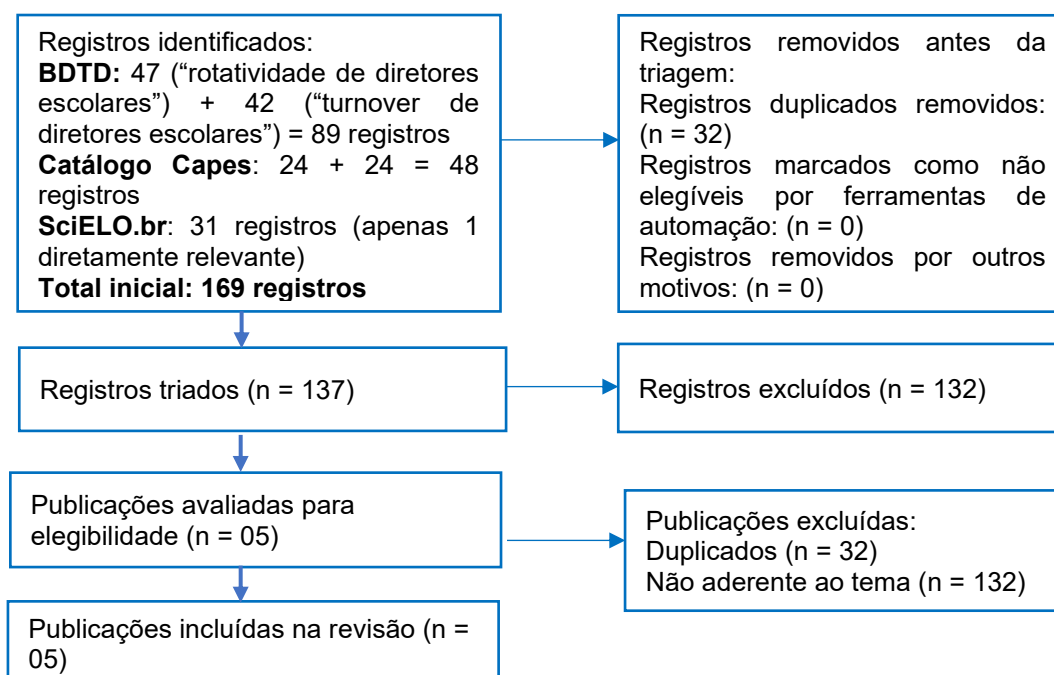 Registros identificados:
BDTD: 47 (“rotatividade de diretores
escolares”) + 42 (“turnover de
diretores escolares”) = 89 registros
Catálogo Capes: 24 + 24 = 48
registros
SciELO.br: 31 registros (apenas 1
diretamente relevante)
Total inicial: 169 registros
Registros removidos antes da
triagem:
Registros duplicados removidos:
(n = 32)
Registros marcados como não
elegíveis por ferramentas de
automação: (n = 0)
Registros removidos por outros
motivos: (n = 0)
Registros triados (n = 137)
Registros excluídos (n = 132)
Publicações avaliadas para
elegibilidade (n = 05)
Publicações excluídas:
Duplicados (n = 32)
Não aderente ao tema (n = 132)
Publicações incluídas na revisão (n =
05)